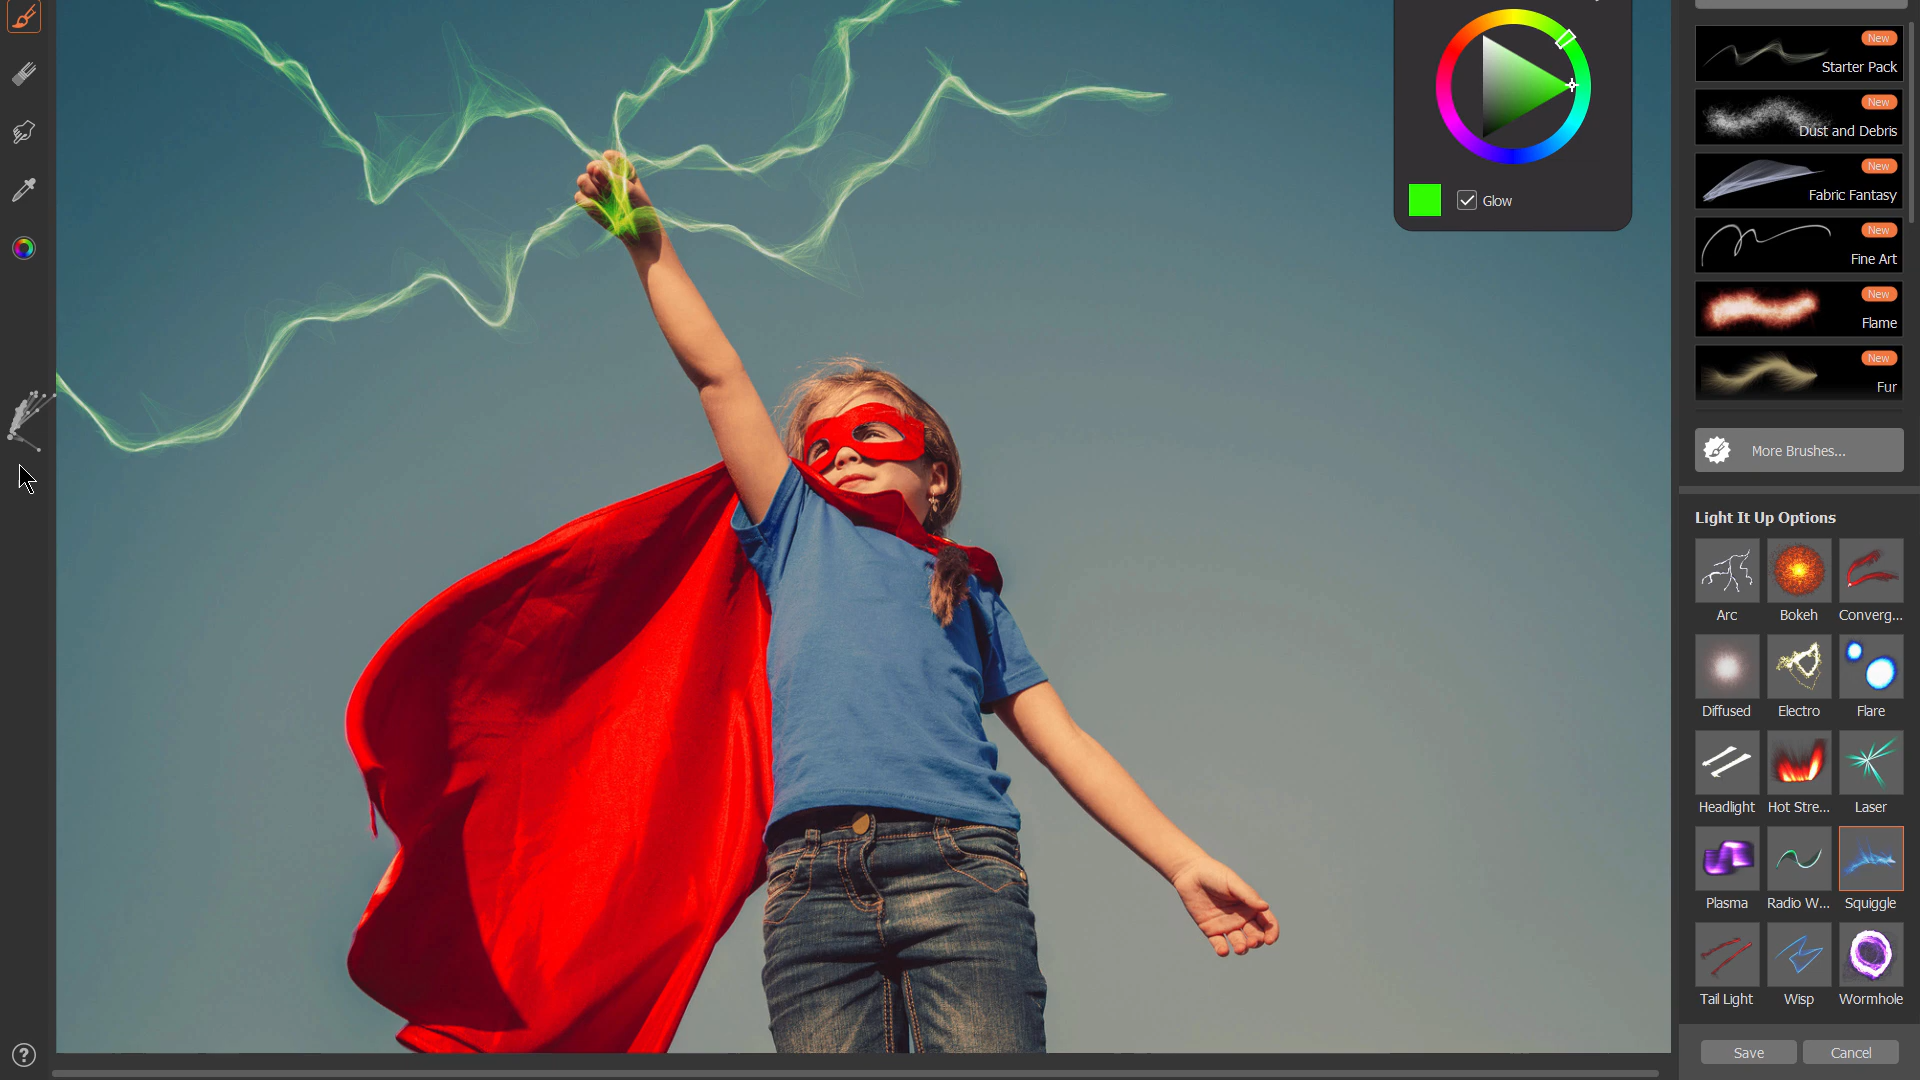 New
Starter Pack
New
Dust and Debris
New
Fabric Fantasy
New
Fine Art
New
Flame
New
Fur
Glow
More Brushes...
Light It Up Options
Arc
Bokeh
Converg...
Diffused
Electro
Flare
Headlight
Hot Stre...
Laser
Plasma
Radio W...
Squiggle
Tail Light
Wisp
Wormhole
?
Save
Cancel